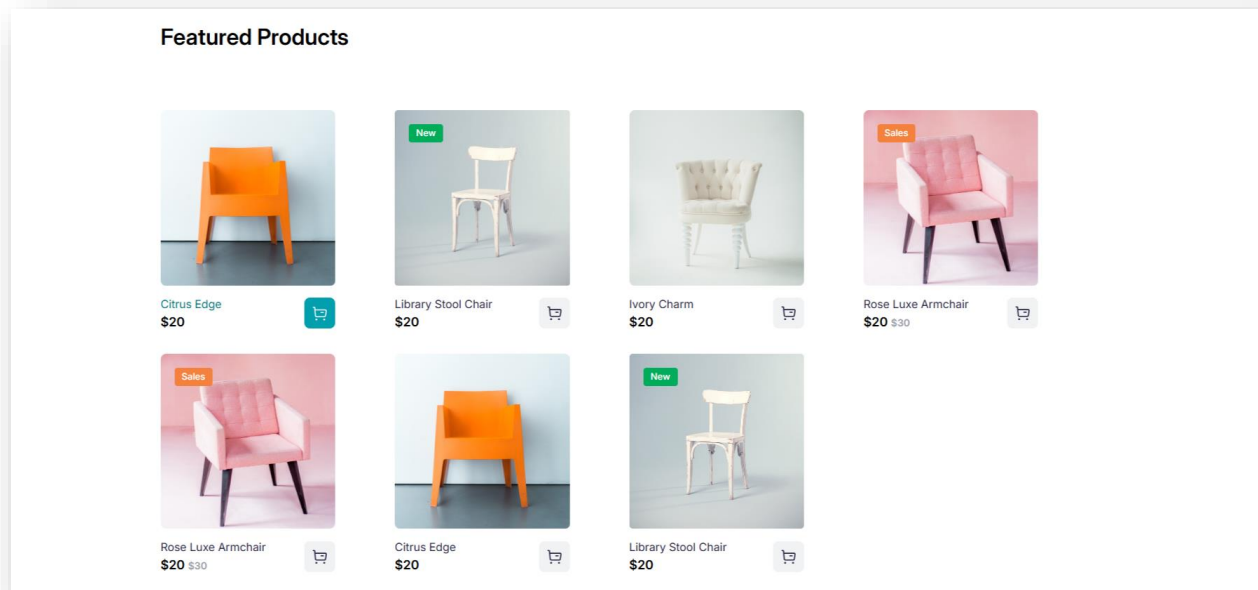 Featured Products
New
Sales
Citrus Edge
$20
Library Stool Chair
$20
Ivory Charm
$20
Rose Luxe Armchair
$20 $30
Sales
New
Rose Luxe Armchair
$20 $30
Citrus Edge
$20
Library Stool Chair
$20